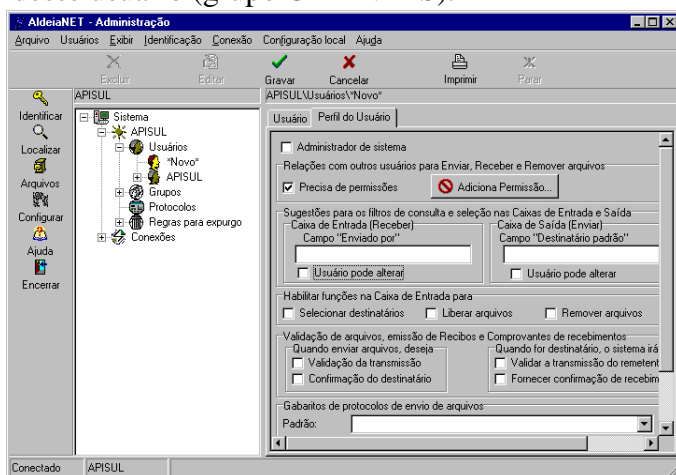 AldeiaNET - Administração
Arquivo Usuários Exibir Identificação Conexão Configuração local Ajuda
Excluir Editar Gravar Cancelar Imprimir Parar
APISUL
APISUL\Usuários\*Novo*
Identificar
Localizar
Arquivos
Configurar
Ajuda
Encerrar
Sistema
APISUL
Usuários
*Novo*
APISUL
Grupos
Protocolos
Regras para expurgo
Conexões
Usuário Perfil do Usuário
Administrador de sistema
Relações com outros usuários para Enviar, Receber e Remover arquivos
Precisa de permissões Adiciona Permissão...
Sugestões para os filtros de consulta e seleção nas Caixas de Entrada e Saída
Caixa de Entrada (Receber) Caixa de Saída (Enviar)
Campo "Enviado por" Campo "Destinatário padrão"
Usuário pode alterar Usuário pode alterar
Habilitar funções na Caixa de Entrada para
Selecionar destinatários Liberar arquivos Remover arquivos
Validação de arquivos, emissão de Recibos e Comprovantes de recebimentos
Quando enviar arquivos, deseja Quando for destinatário, o sistema irá
Validação da transmissão Validar a transmissão do remetent
Confirmação do destinatário Fornecer confirmação de recebim
Gabaritos de protocolos de envio de arquivos
Padrão:
Conectado APISUL